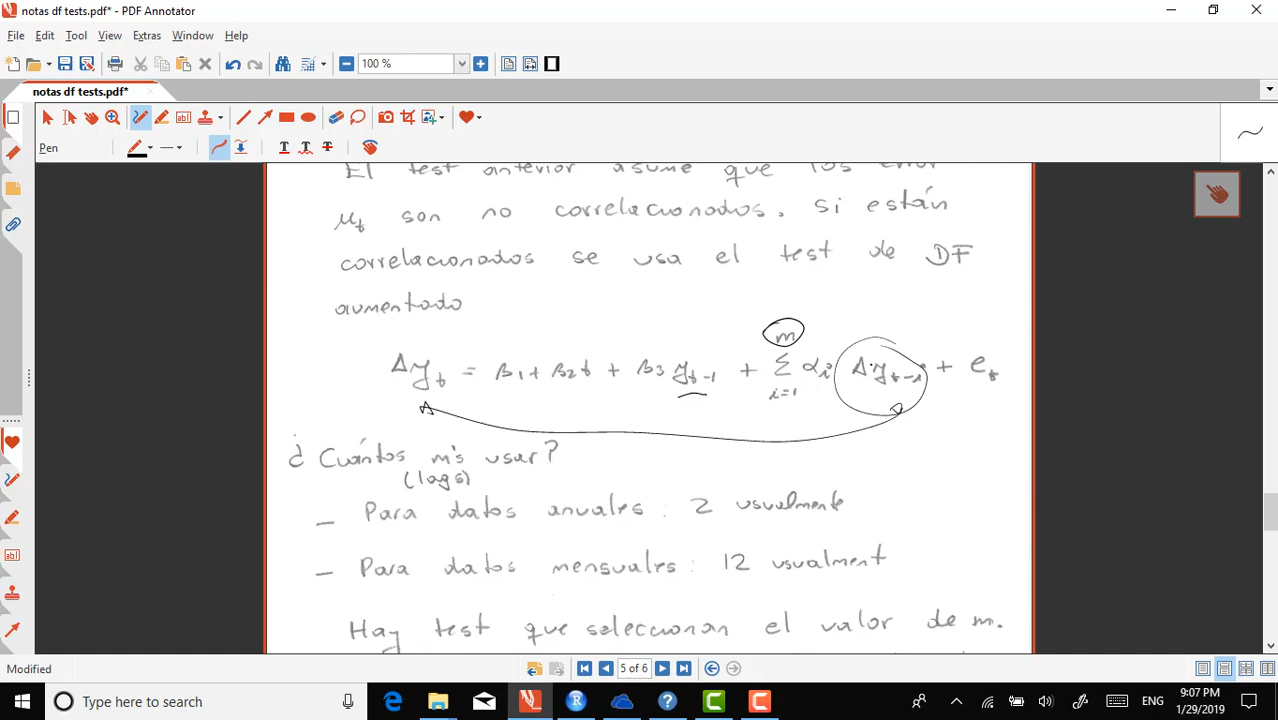 notas df tests.pdf* - PDF Annotator
File Edit Tool View Extras Window Help
100 %
notas df tests.pdf*
Pen
El test anterior asume que los error
μt son no correlacionados. si están
correlacionados se usa el test de DF
aumentado
Δyt = β1 + β2t + β3 yt-1 + Σ(i=1, m) αi Δyt-i + et
¿ Cuántos m's usar?
(lags)
– Para datos anuales : 2 usualmente
– Para datos mensuales : 12 usualment
Hay test que seleccionan el valor de m.
Modified
5 of 6
Type here to search
ENG
9:07 PM
1/29/2019